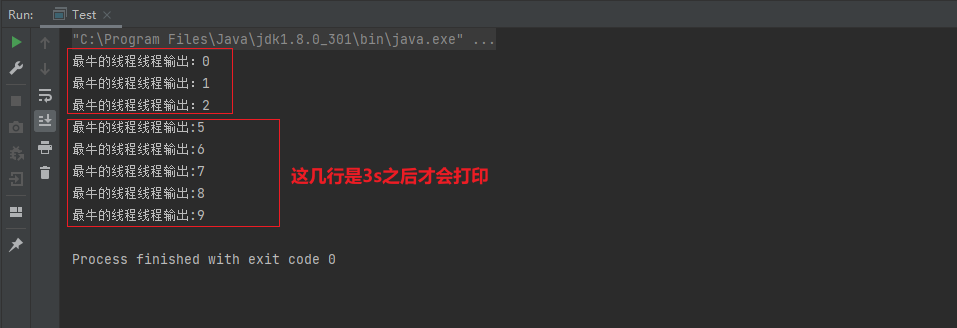 Run: Test
"C:\Program Files\Java\jdk1.8.0_301\bin\java.exe" ...
最牛的线程线程输出：0
最牛的线程线程输出：1
最牛的线程线程输出：2
最牛的线程线程输出:5
最牛的线程线程输出:6
最牛的线程线程输出:7
这几行是3s之后才会打印
最牛的线程线程输出:8
最牛的线程线程输出:9
Process finished with exit code 0